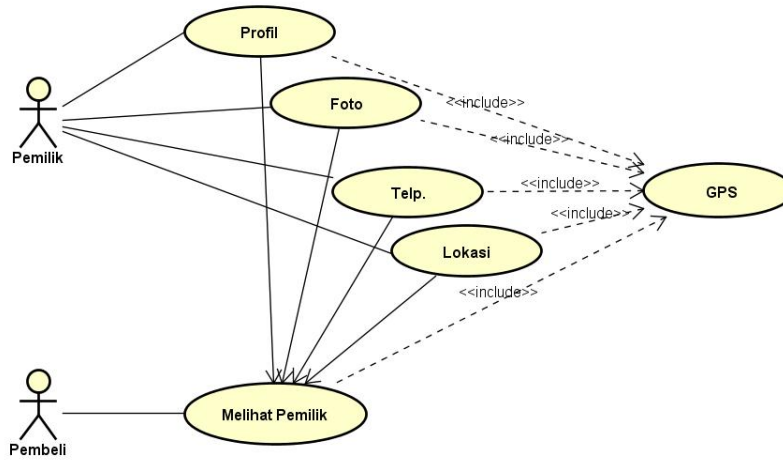 Profil
<<include>>
Foto
<<include>>
Pemilik
Telp.
<<include>>
GPS
<<include>>
Lokasi
<<include>>
Melihat Pemilik
Pembeli